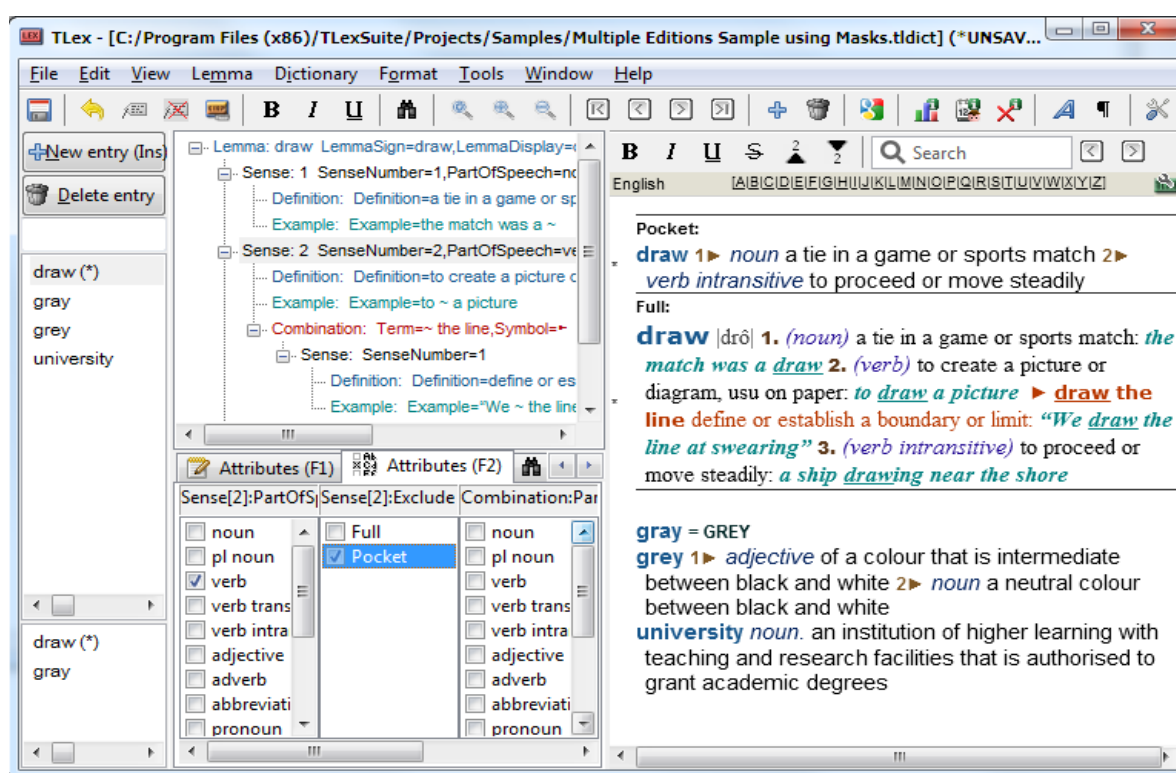 TLex - [C:/Program Files (x86)/TLexSuite/Projects/Samples/Multiple Editions Sample using Masks.tldict] (*UNSAV...
File Edit View Lemma Dictionary Format Tools Window Help
B I U
New entry (Ins)
Delete entry
draw (*)
gray
grey
university
draw (*)
gray
Lemma: draw LemmaSign=draw,LemmaDisplay=
Sense: 1 SenseNumber=1,PartOfSpeech=no
Definition: Definition=a tie in a game or sp
Example: Example=the match was a ~
Sense: 2 SenseNumber=2,PartOfSpeech=ve
Definition: Definition=to create a picture o
Example: Example=to ~ a picture
Combination: Term=~ the line,Symbol=►
Sense: SenseNumber=1
Definition: Definition=define or es
Example: Example="We ~ the line
Attributes (F1) Attributes (F2)
Sense[2]:PartOfS Sense[2]:Exclude Combination:Par
noun Full noun
pl noun Pocket pl noun
verb verb
verb trans verb trans
verb intra verb intra
adjective adjective
adverb adverb
abbreviati abbreviati
pronoun pronoun
B I U S 2 2 Search
English [A|B|C|D|E|F|G|H|I|J|K|L|M|N|O|P|Q|R|S|T|U|V|W|X|Y|Z]
Pocket:
draw 1► noun a tie in a game or sports match 2►
verb intransitive to proceed or move steadily
Full:
draw |drô| 1. (noun) a tie in a game or sports match: the
match was a draw 2. (verb) to create a picture or
diagram, usu on paper: to draw a picture ► draw the
line define or establish a boundary or limit: "We draw the
line at swearing" 3. (verb intransitive) to proceed or
move steadily: a ship drawing near the shore
gray = GREY
grey 1► adjective of a colour that is intermediate
between black and white 2► noun a neutral colour
between black and white
university noun. an institution of higher learning with
teaching and research facilities that is authorised to
grant academic degrees